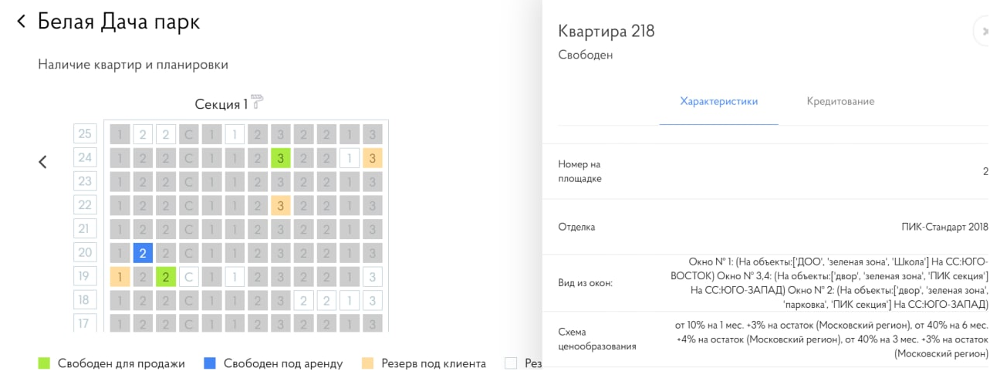 Белая Дача парк
Наличие квартир и планировки
Секция 1
25 1 2 2 С 1 1 2 3 2 2 1 3
24 1 2 2 С 1 1 2 3 2 2 1 3
23 1 2 2 С 1 1 2 3 2 2 1 3
22 1 2 2 С 1 1 2 3 2 2 1 3
21 1 2 2 С 1 1 2 3 2 2 1 3
20 1 2 2 С 1 1 2 3 2 2 1 3
19 1 2 2 С 1 1 2 3 2 2 1 3
18 1 2 2 С 1 1 2 3 2 2 1 3
17 1 2 2 С 1 1 2 3 2 2 1 3
Свободен для продажи Свободен под аренду Резерв под клиента Рез
Квартира 218
Свободен
Характеристики Кредитование
Номер на
площадке
2
Отделка ПИК-Стандарт 2018
Вид из окон:
Окно № 1: (На объекты:['ДОО', 'зеленая зона', 'Школа'] На СС:ЮГО-
ВОСТОК) Окно № 3,4: (На объекты:['двор', 'зеленая зона', 'ПИК секция']
На СС:ЮГО-ЗАПАД) Окно № 2: (На объекты:['двор', 'зеленая зона',
'парковка', 'ПИК секция'] На СС:ЮГО-ЗАПАД)
Схема
ценообразования
от 10% на 1 мес. +3% на остаток (Московский регион), от 40% на 6 мес.
+4% на остаток (Московский регион), от 40% на 3 мес. +3% на остаток
(Московский регион)